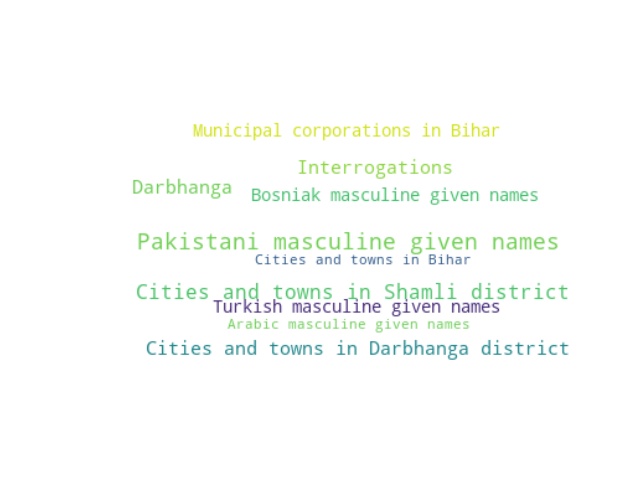 Municipal corporations in Bihar
Interrogations
Darbhanga
Bosniak masculine given names
Pakistani masculine given names
Cities and towns in Bihar
Cities and towns in Shamli district
Turkish masculine given names
Arabic masculine given names
Cities and towns in Darbhanga district